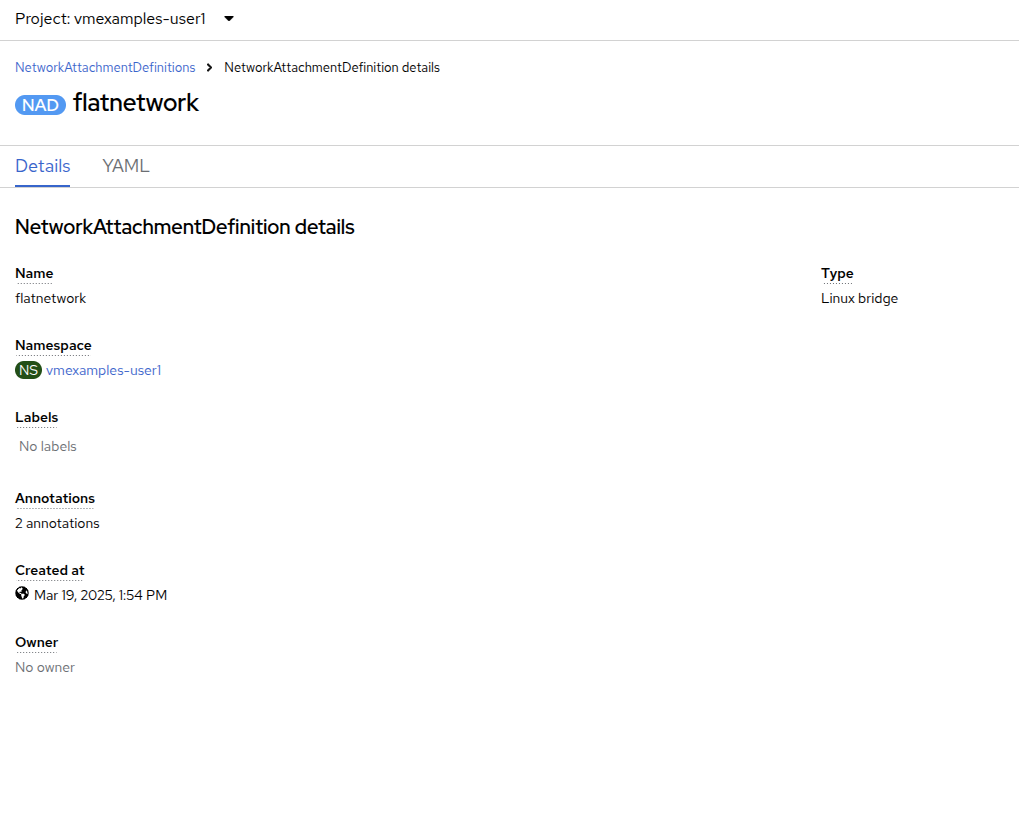 Project: vmexamples-user1
NetworkAttachmentDefinitions > NetworkAttachmentDefinition details
NAD flatnetwork
Details YAML
NetworkAttachmentDefinition details
Name
flatnetwork
Type
Linux bridge
Namespace
NS vmexamples-user1
Labels
No labels
Annotations
2 annotations
Created at
Mar 19, 2025, 1:54 PM
Owner
No owner